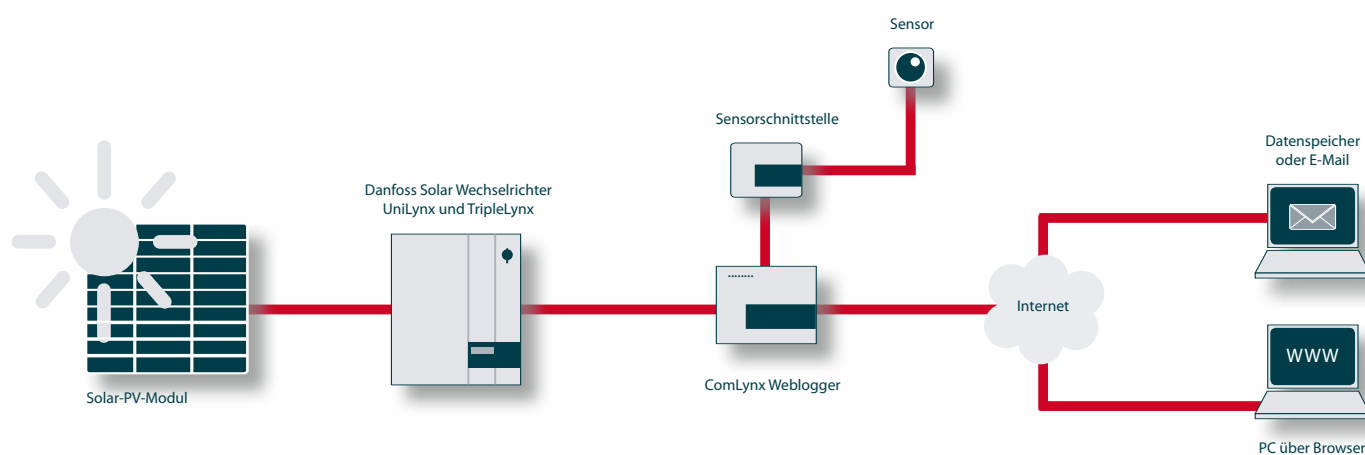 Sensor
Sensorschnittstelle
Datenspeicher
oder E-Mail
Danfoss Solar Wechselrichter
UniLynx und TripleLynx
Internet
WWW
ComLynx Weblogger
Solar-PV-Modul
PC über Browser